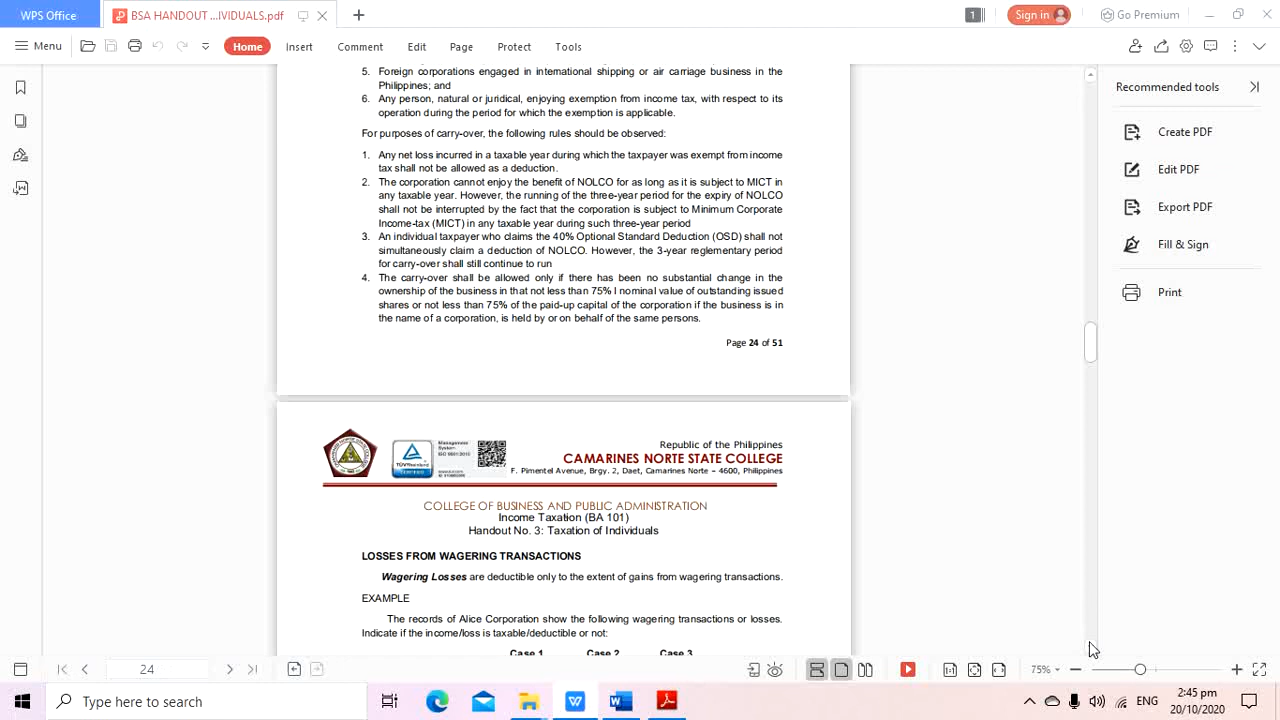 WPS Office
BSA HANDOUT ...IVIDUALS.pdf
1
Sign in
Go Premium
Menu
Home
Insert
Comment
Edit
Page
Protect
Tools
5. Foreign corporations engaged in international shipping or air carriage business in the
Philippines; and
6. Any person, natural or juridical, enjoying exemption from income tax, with respect to its
operation during the period for which the exemption is applicable.
For purposes of carry-over, the following rules should be observed:
1. Any net loss incurred in a taxable year during which the taxpayer was exempt from income
tax shall not be allowed as a deduction.
2. The corporation cannot enjoy the benefit of NOLCO for as long as it is subject to MICT in
any taxable year. However, the running of the three-year period for the expiry of NOLCO
shall not be interrupted by the fact that the corporation is subject to Minimum Corporate
Income-tax (MICT) in any taxable year during such three-year period
3. An individual taxpayer who claims the 40% Optional Standard Deduction (OSD) shall not
simultaneously claim a deduction of NOLCO. However, the 3-year reglementary period
for carry-over shall still continue to run
4. The carry-over shall be allowed only if there has been no substantial change in the
ownership of the business in that not less than 75% I nominal value of outstanding issued
shares or not less than 75% of the paid-up capital of the corporation if the business is in
the name of a corporation, is held by or on behalf of the same persons.
Page 24 of 51
Management
System
ISO 9001:2015
TÜVRheinland
CERTIFIED
Republic of the Philippines
CAMARINES NORTE STATE COLLEGE
F. Pimentel Avenue, Brgy. 2, Daet, Camarines Norte – 4600, Philippines
COLLEGE OF BUSINESS AND PUBLIC ADMINISTRATION
Income Taxation (BA 101)
Handout No. 3: Taxation of Individuals
LOSSES FROM WAGERING TRANSACTIONS
Wagering Losses are deductible only to the extent of gains from wagering transactions.
EXAMPLE
The records of Alice Corporation show the following wagering transactions or losses.
Indicate if the income/loss is taxable/deductible or not:
Case 1 Case 2 Case 3
Recommended tools
Create PDF
Edit PDF
Export PDF
Fill & Sign
Print
24
75%
Type here to search
ENG
2:45 pm
20/10/2020